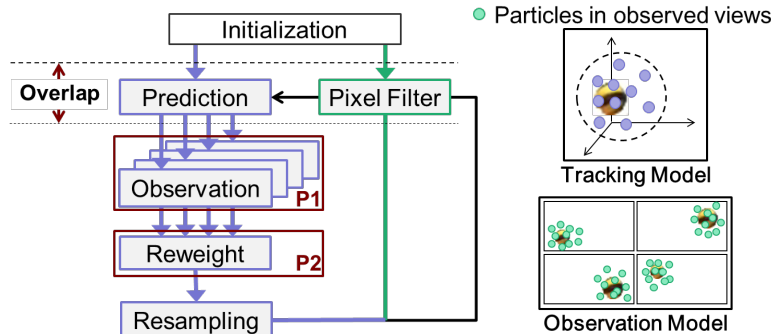 Initialization
Particles in observed views
Overlap
Prediction
Pixel Filter
Observation
P1
Reweight
P2
Resampling
Tracking Model
Observation Model